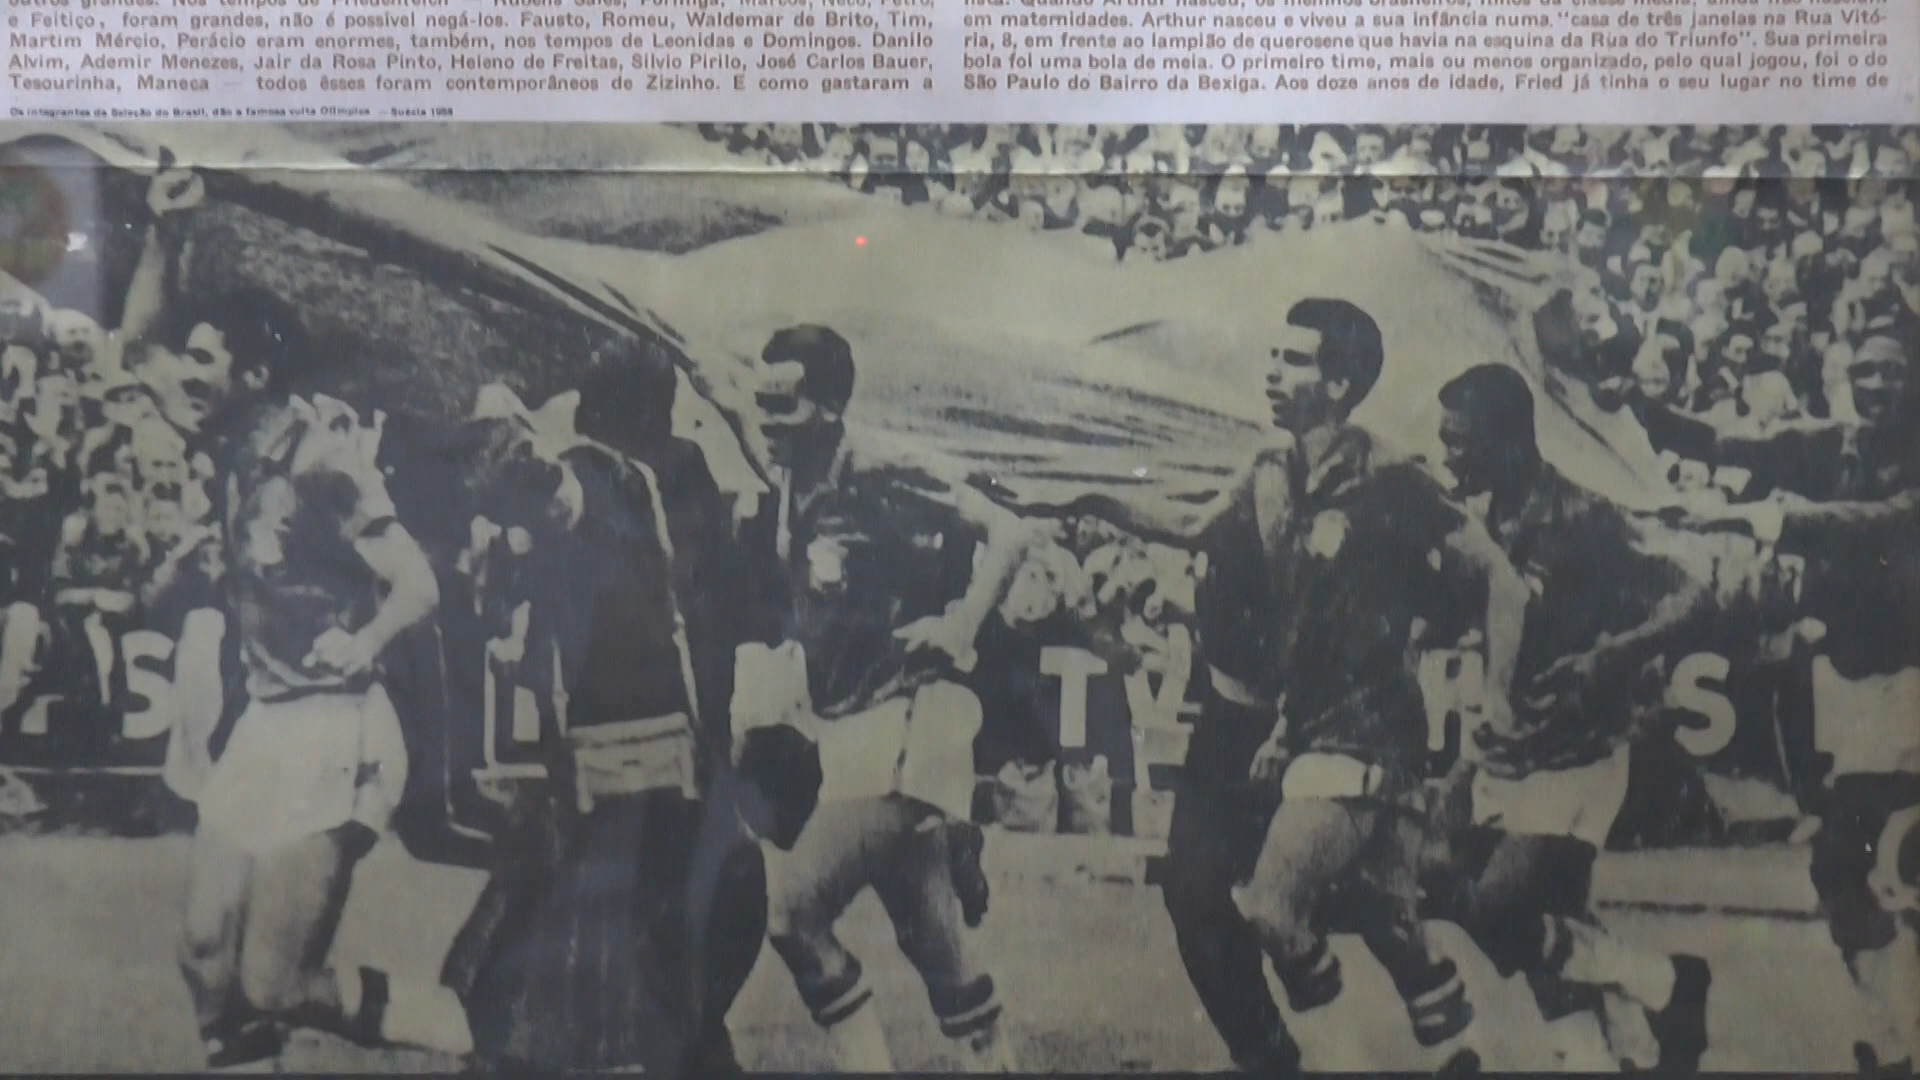 e Feitiço, foram grandes, não é possível negá-los. Fausto, Romeu, Waldemar de Brito, Tim,
Martim Mércio, Perácio eram enormes, também, nos tempos de Leonidas e Domingos. Danilo
Alvim, Ademir Menezes, Jair da Rosa Pinto, Heleno de Freitas, Silvio Pirilo, José Carlos Bauer,
Tesourinha, Maneca — todos êsses foram contemporâneos de Zizinho. E como gastaram a
em maternidades. Arthur nasceu e viveu a sua infância numa "casa de três janelas na Rua Vitó-
ria, 8, em frente ao lampião de querosene que havia na esquina da Rua do Triunfo". Sua primeira
bola foi uma bola de meia. O primeiro time, mais ou menos organizado, pelo qual jogou, foi o do
São Paulo do Bairro da Bexiga. Aos doze anos de idade, Fried já tinha o seu lugar no time de
Os integrantes da Seleção do Brasil, dão a famosa volta Olímpica — Suecia 1958
S
T
R
S